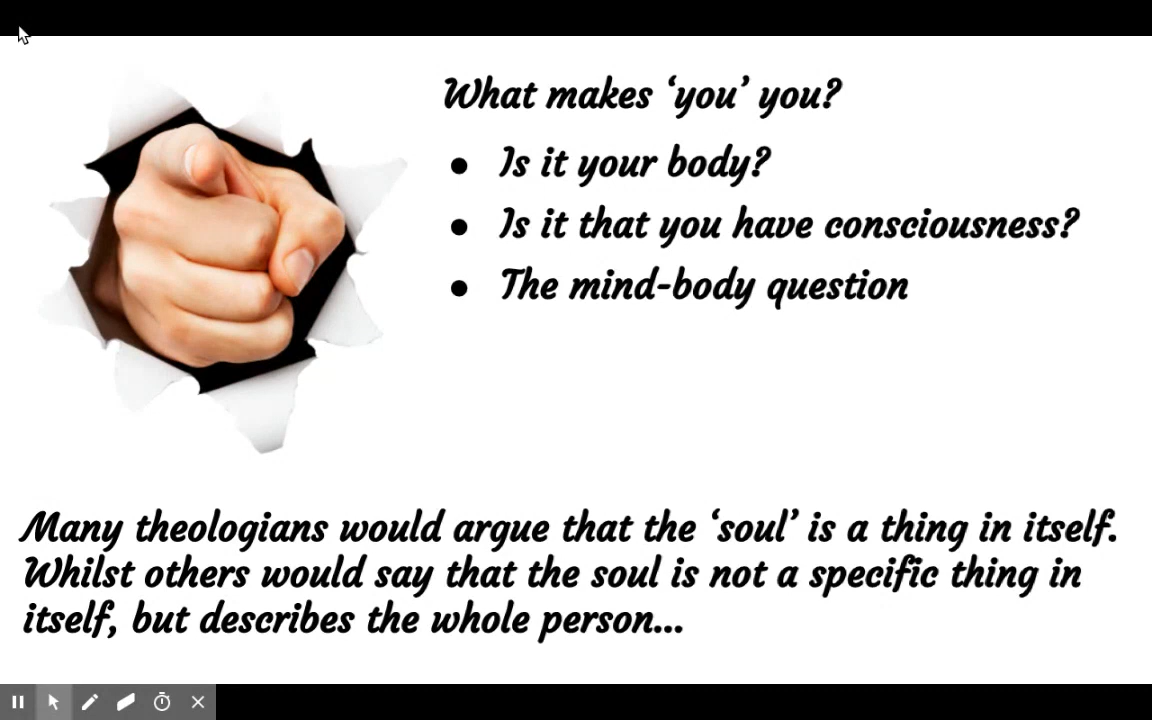 What makes ‘you’ you?
● Is it your body?
● Is it that you have consciousness?
● The mind-body question
Many theologians would argue that the ‘soul’ is a thing in itself.
Whilst others would say that the soul is not a specific thing in
itself, but describes the whole person...